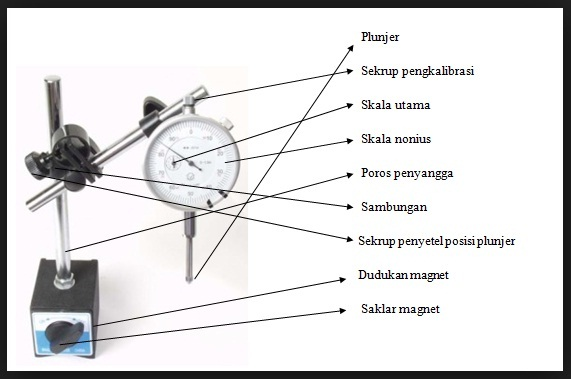 Plunjer
Sekrup pengkalibrasi
Skala utama
Skala nonius
Poros penyangga
Sambungan
Sekrup penyetel posisi plunjer
Dudukan magnet
Saklar magnet